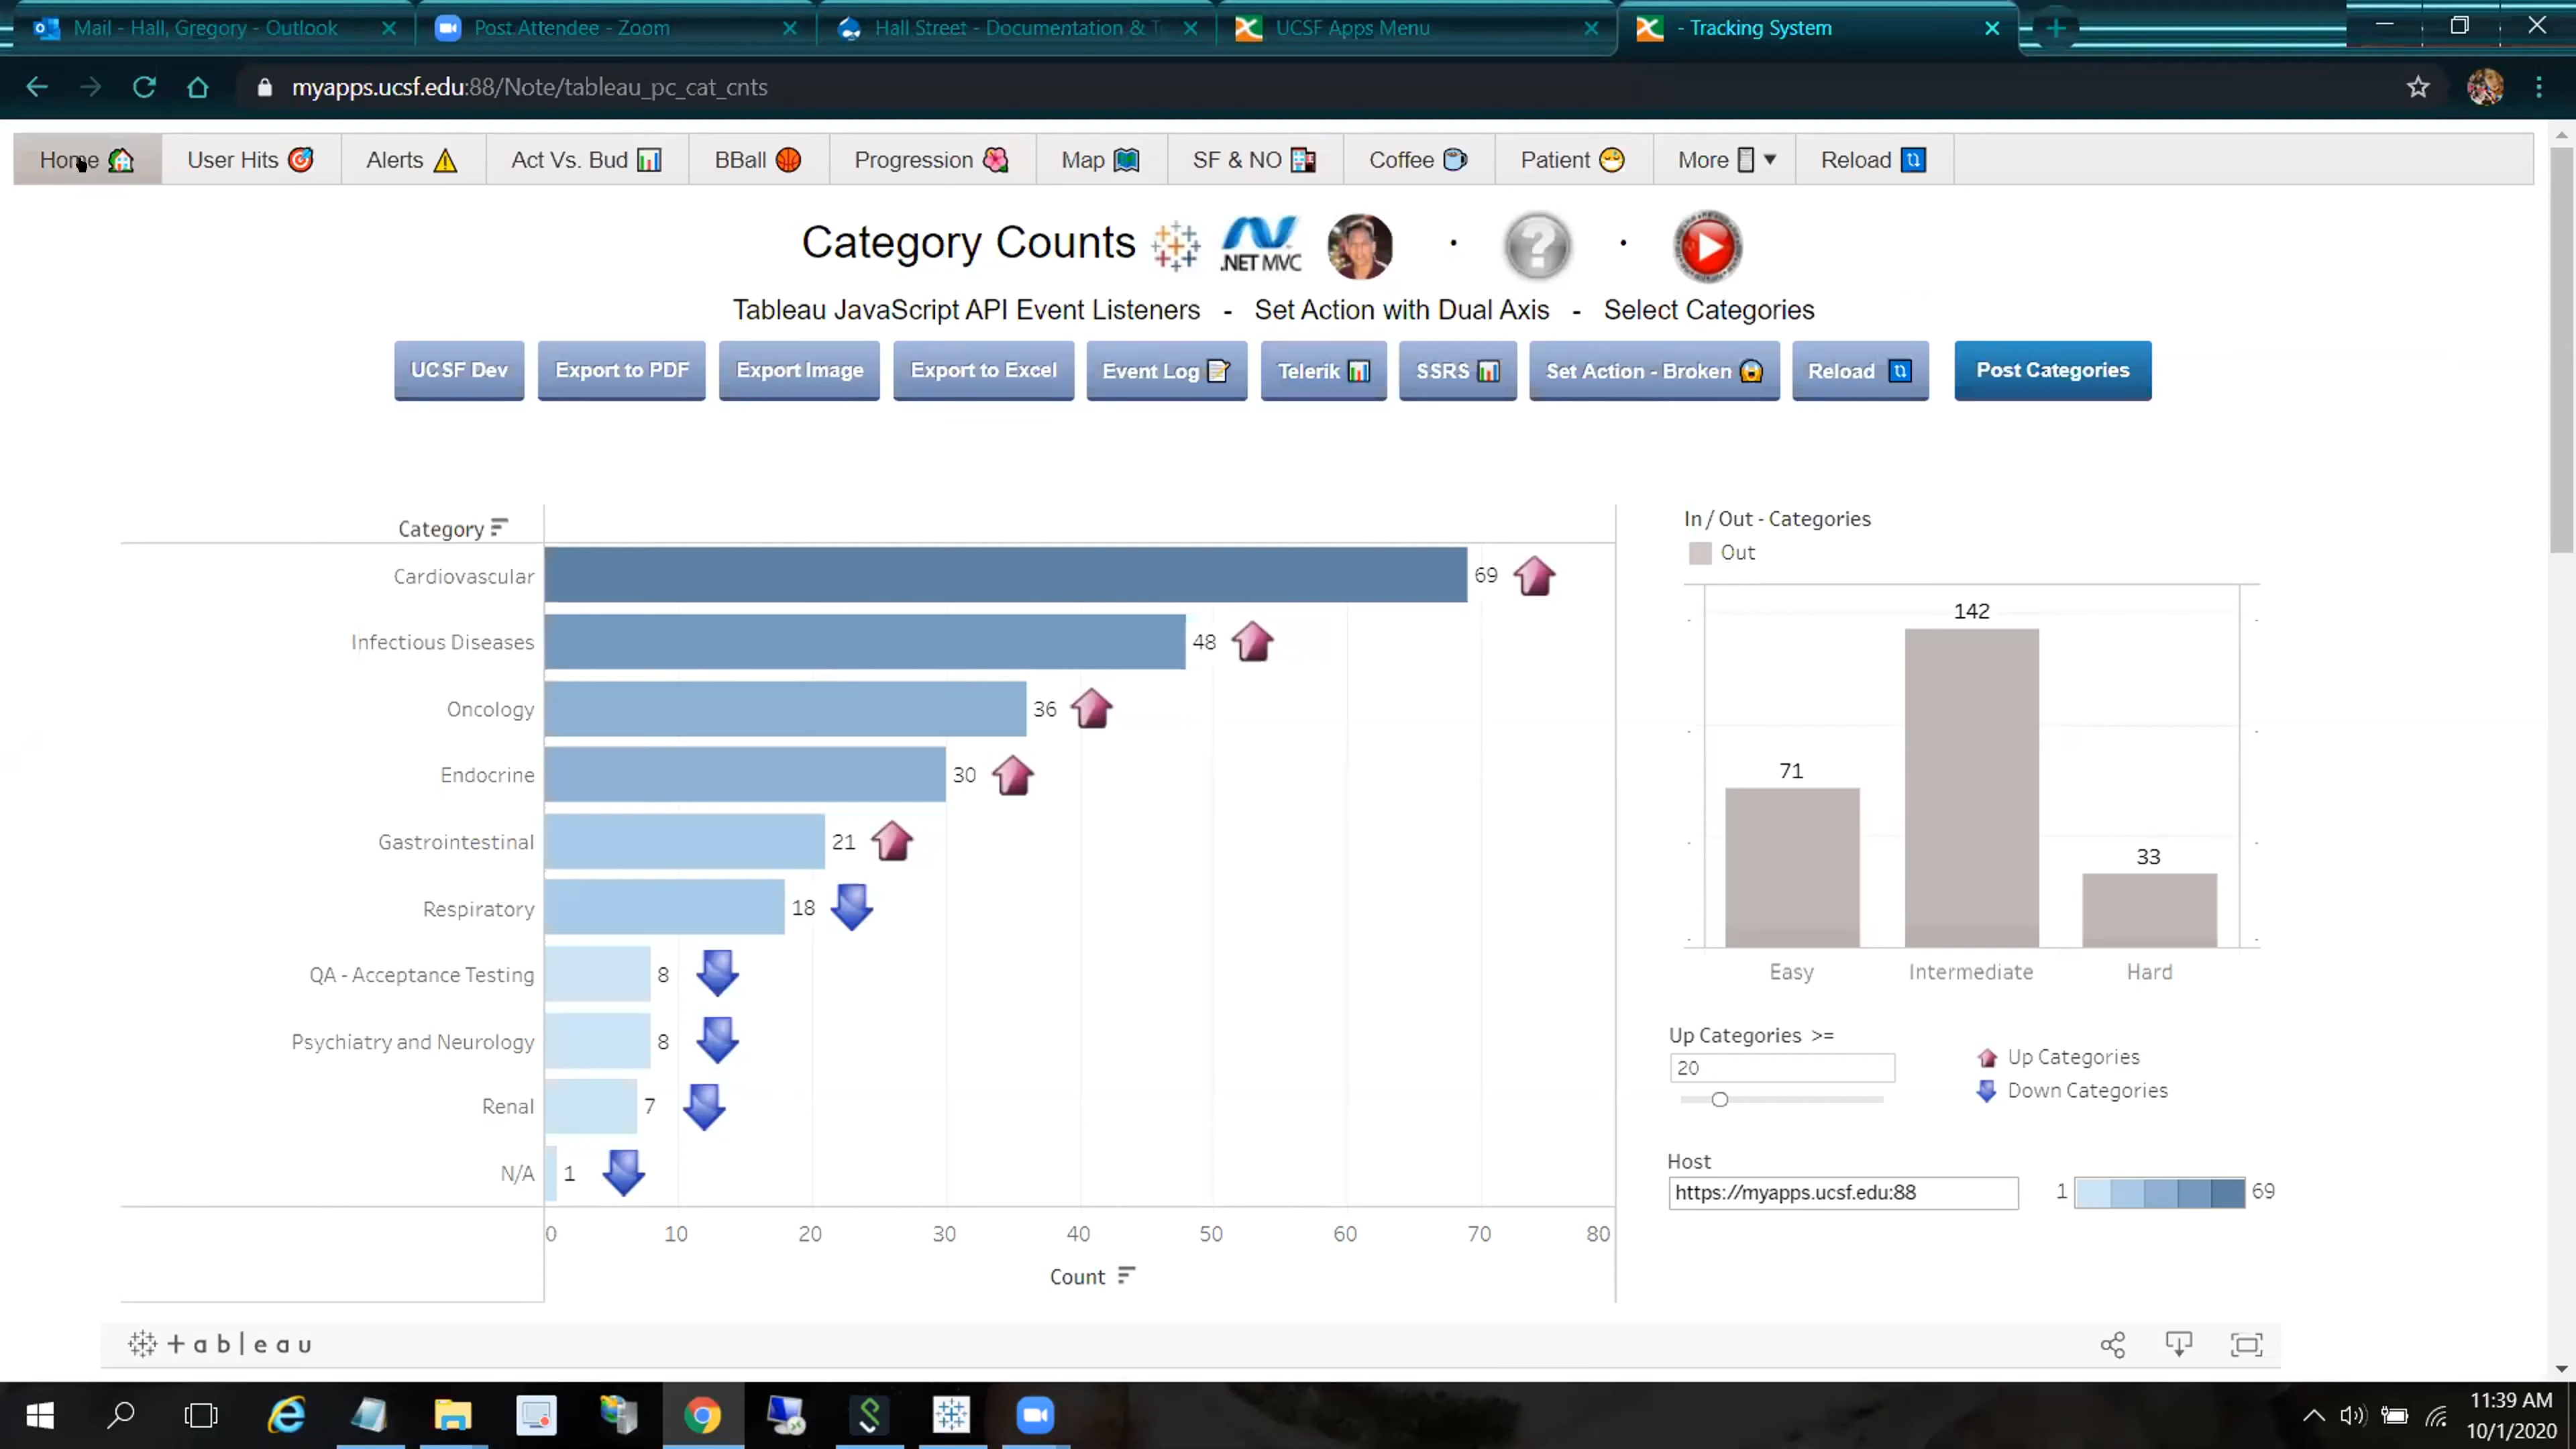 Mail - Hall, Gregory - Outlook
Post Attendee - Zoom
Hall Street - Documentation & T
UCSF Apps Menu
- Tracking System
myapps.ucsf.edu:88/Note/tableau_pc_cat_cnts
Home
User Hits
Alerts
Act Vs. Bud
BBall
Progression
Map
SF & NO
Coffee
Patient
More
Reload
Category Counts
.NET MVC
?
Tableau JavaScript API Event Listeners - Set Action with Dual Axis - Select Categories
UCSF Dev
Export to PDF
Export Image
Export to Excel
Event Log
Telerik
SSRS
Set Action - Broken
Reload
Post Categories
Category
Cardiovascular 69
Infectious Diseases 48
Oncology 36
Endocrine 30
Gastrointestinal 21
Respiratory 18
QA - Acceptance Testing 8
Psychiatry and Neurology 8
Renal 7
N/A 1
0 10 20 30 40 50 60 70 80
Count
In / Out - Categories
Out
142
71
33
Easy Intermediate Hard
Up Categories >=
20
Up Categories
Down Categories
Host
https://myapps.ucsf.edu:88
1 69
+ a b l e a u
11:39 AM
10/1/2020